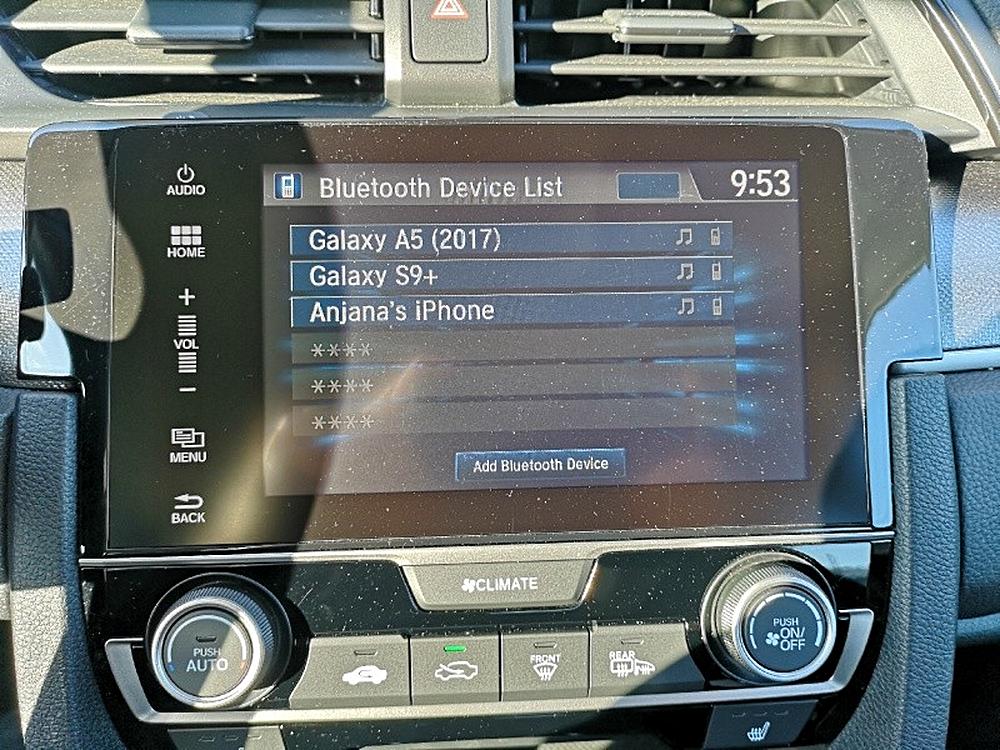 AUDIO
HOME
+
VOL
−
MENU
BACK
Bluetooth Device List
9:53
Galaxy A5 (2017)
Galaxy S9+
Anjana's iPhone
****
****
****
Add Bluetooth Device
CLIMATE
PUSH
AUTO
FRONT
REAR
PUSH
ON/
OFF